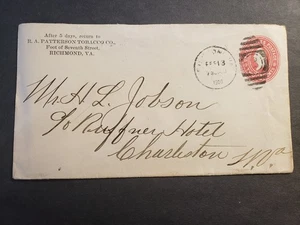 After 5 days, return to
R. A. PATTERSON TOBACCO CO.,
Foot of Seventh Street,
RICHMOND, VA.
Mr. H L. Jobson
c/o Ruffner Hotel
Charleston W. Va